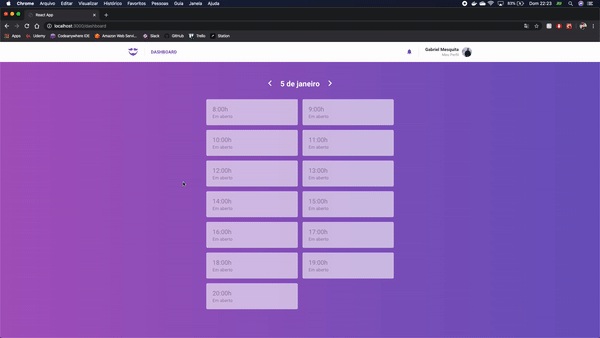 Chrome Arquivo Editar Visualizar Históricos Favoritos Pessoas Guia Janela Ajuda 83% Dom 22:23
React App
localhost:3000/dashboard
Apps Udemy Codeanywhere IDE Amazon Web Servi... Slack GitHub Trello Station
DASHBOARD
Gabriel Mesquita
Meu Perfil
5 de janeiro
8:00h 9:00h
Em aberto Em aberto
10:00h 11:00h
Em aberto Em aberto
12:00h 13:00h
Em aberto Em aberto
14:00h 15:00h
Em aberto Em aberto
16:00h 17:00h
Em aberto Em aberto
18:00h 19:00h
Em aberto Em aberto
20:00h
Em aberto